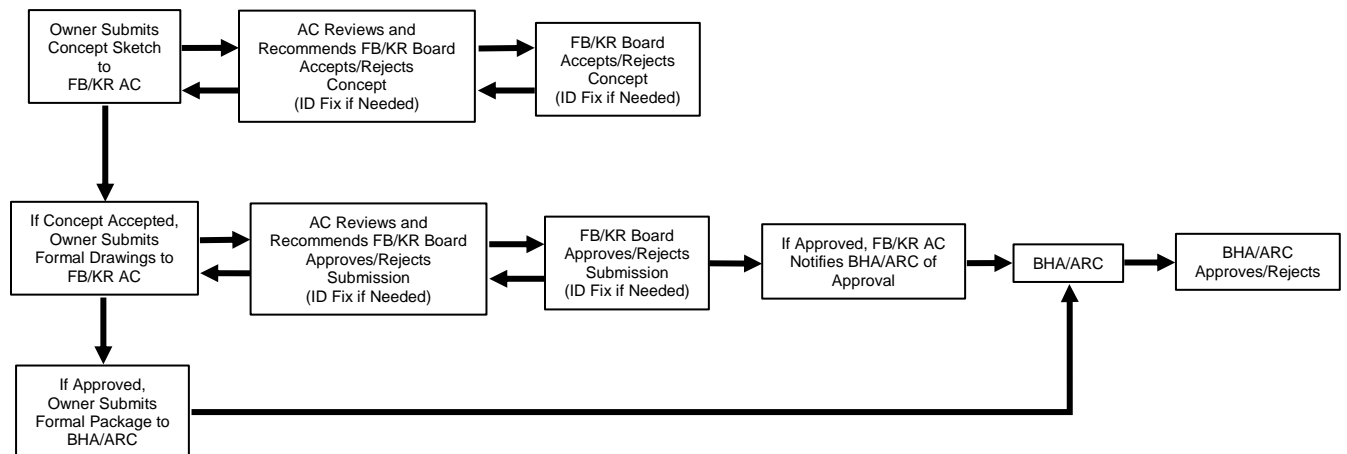 Owner Submits
Concept Sketch
to
FB/KR AC
AC Reviews and
Recommends FB/KR Board
Accepts/Rejects
Concept
(ID Fix if Needed)
FB/KR Board
Accepts/Rejects
Concept
(ID Fix if Needed)
If Concept Accepted,
Owner Submits
Formal Drawings to
FB/KR AC
AC Reviews and
Recommends FB/KR Board
Approves/Rejects
Submission
(ID Fix if Needed)
FB/KR Board
Approves/Rejects
Submission
(ID Fix if Needed)
If Approved, FB/KR AC
Notifies BHA/ARC of
Approval
BHA/ARC
BHA/ARC
Approves/Rejects
If Approved,
Owner Submits
Formal Package to
BHA/ARC